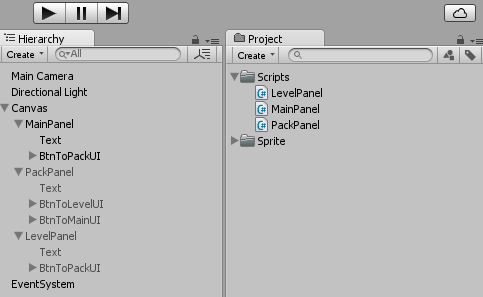 Hierarchy
Create All
Main Camera
Directional Light
Canvas
MainPanel
Text
BtnToPackUI
PackPanel
Text
BtnToLevelUI
BtnToMainUI
LevelPanel
Text
BtnToPackUI
EventSystem
Project
Create
Scripts
LevelPanel
MainPanel
PackPanel
Sprite